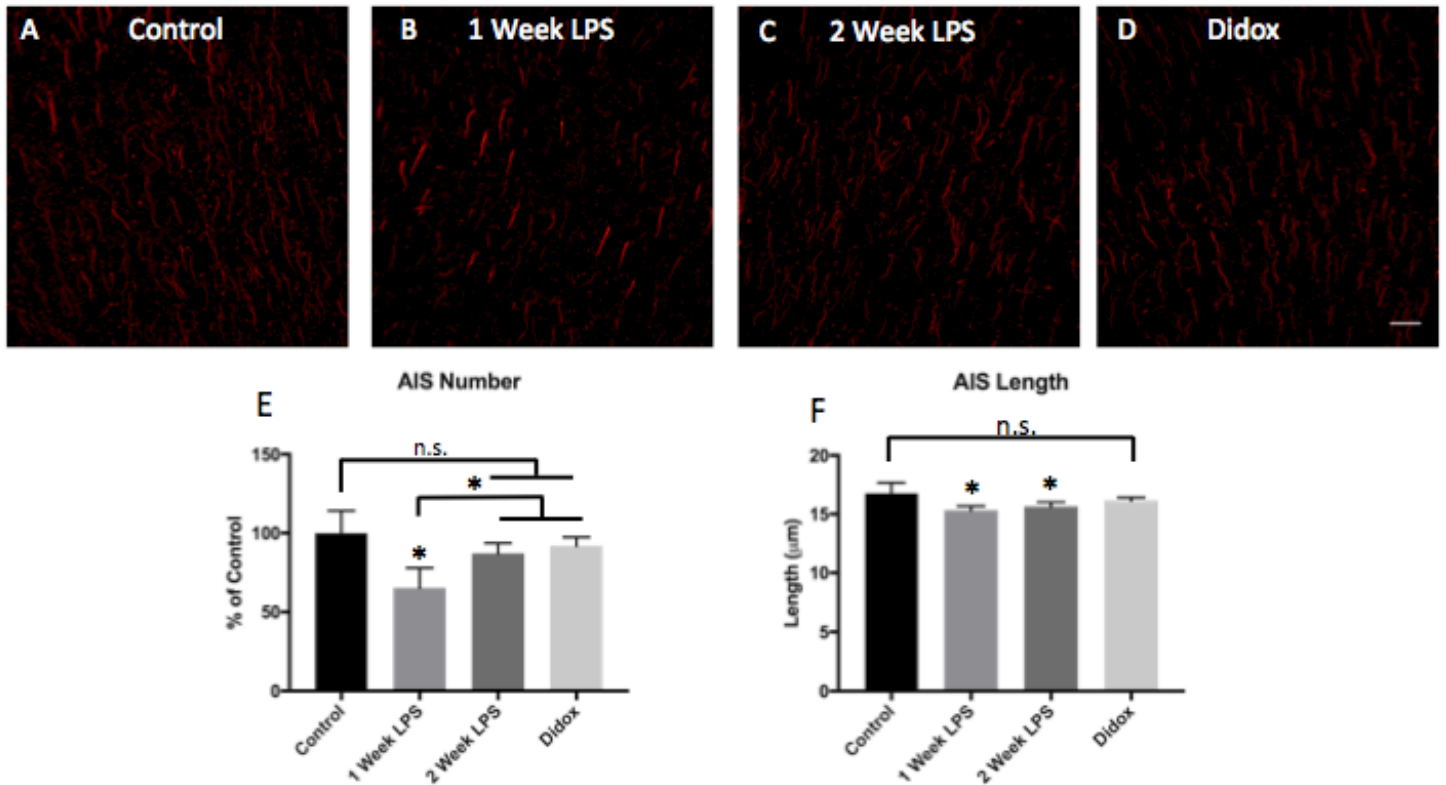 A Control
B 1 Week LPS
C 2 Week LPS
D Didox
AIS Number
E
n.s.
*
*
150
100
50
0
% of Control
Control
1 Week LPS
2 Week LPS
Didox
AIS Length
F
n.s.
*
*
20
15
10
5
0
Length (μm)
Control
1 Week LPS
2 Week LPS
Didox